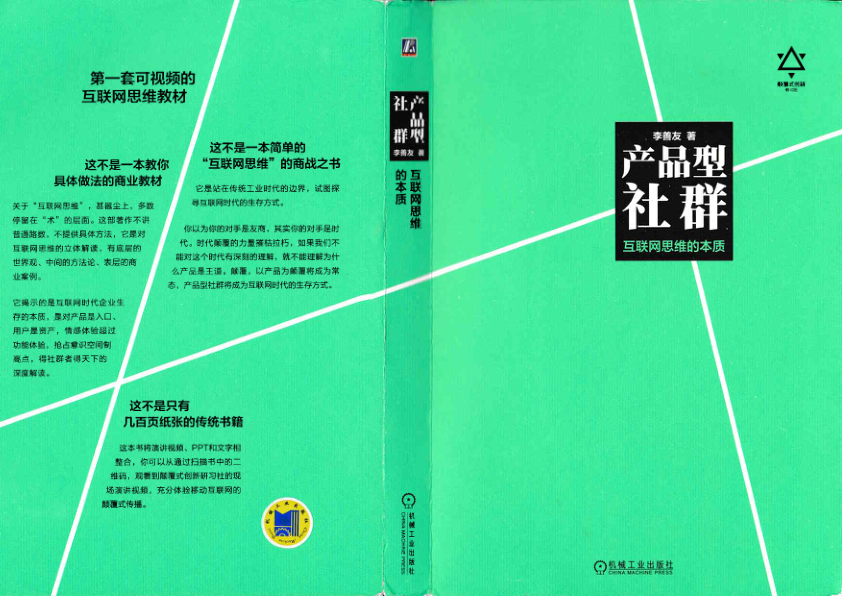 第一套可视频的
互联网思维教材
这不是一本简单的
“互联网思维”的商战之书
它是站在传统工业时代的边界，试图探
寻互联网时代的生存方式。
你以为你的对手是友商，其实你的对手是时
代。时代颠覆的力量摧枯拉朽，如果我们不
能对这个时代有深刻的理解，就不能理解为什
么产品是王道。颠覆，以产品为颠覆将成为常
态，产品型社群将成为互联网时代的生存方式。
这不是一本教你
具体做法的商业教材
关于“互联网思维”，甚嚣尘上，多数
停留在“术”的层面。这部著作不讲
普通路数，不提供具体方法，它是对
互联网思维的立体解读，有底层的
世界观、中间的方法论、表层的商
业案例。
它揭示的是互联网时代企业生
存的本质，是对产品是入口、
用户是资产，情感体验超过
功能体验，抢占意识空间制
高点，得社群者得天下的
深度解读。
这不是只有
几百页纸张的传统书籍
这本书将演讲视频、PPT和文字相
整合，你可以从通过扫描书中的二
维码，观看到颠覆式创新研习社的现
场演讲视频，充分体验移动互联网的
颠覆式传播。
产品型
社群
李善友 著
互联网思维
的本质
机械工业出版社
CHINA MACHINE PRESS
颠覆式创新
研习社
李善友 著
产品型
社群
互联网思维的本质
机械工业出版社
CHINA MACHINE PRESS